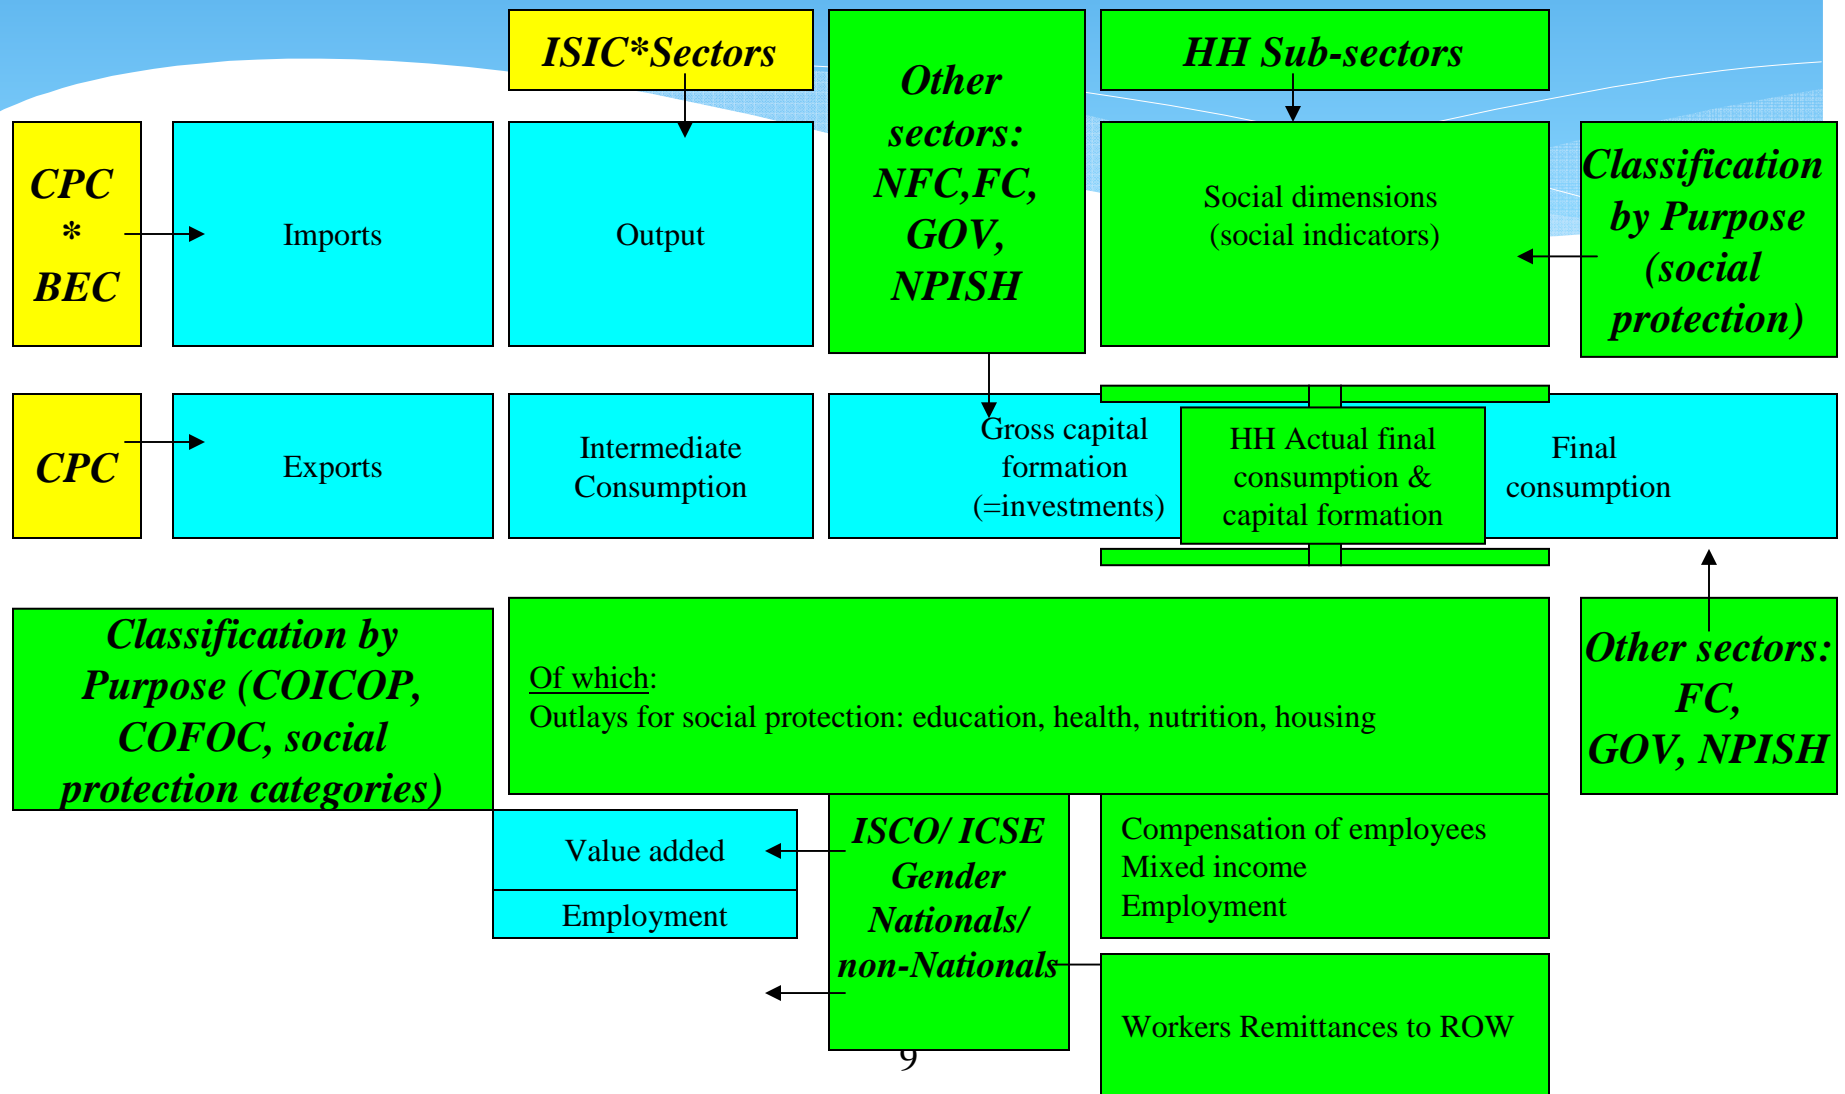 ISIC*Sectors
Other
sectors:
NFC,FC,
GOV,
NPISH
HH Sub-sectors
CPC
*
BEC
Imports
Output
Social dimensions
(social indicators)
Classification
by Purpose
(social
protection)
CPC
Exports
Intermediate
Consumption
Gross capital
formation
(=investments)
HH Actual final
consumption &
capital formation
Final
consumption
Classification by
Purpose (COICOP,
COFOC, social
protection categories)
Of which:
Outlays for social protection: education, health, nutrition, housing
Other sectors:
FC,
GOV, NPISH
Value added
Employment
ISCO/ ICSE
Gender
Nationals/
non-Nationals
Compensation of employees
Mixed income
Employment
Workers Remittances to ROW
9